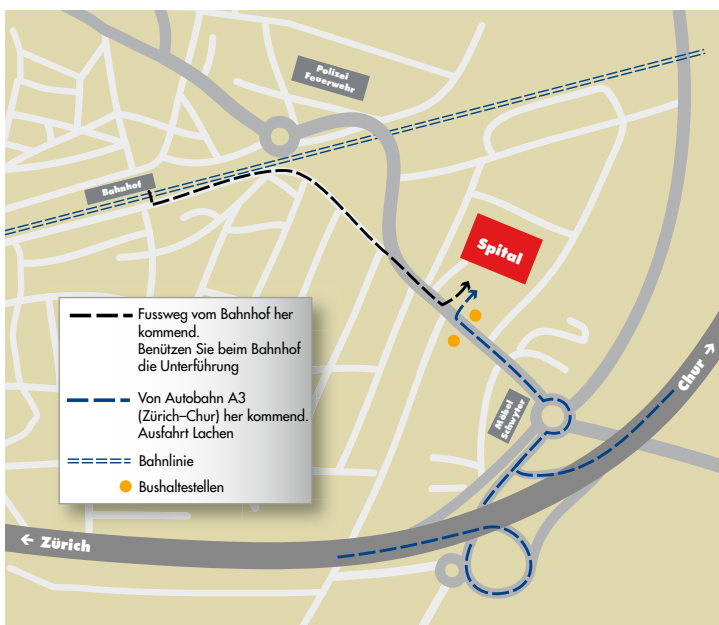 Polizei
Feuerwehr
Bahnhof
Spital
Fussweg vom Bahnhof her
kommend.
Benützen Sie beim Bahnhof
die Unterführung
Von Autobahn A3
(Zürich–Chur) her kommend.
Ausfahrt Lachen
Bahnlinie
Bushaltestellen
Möbel
Schwyter
Chur →
← Zürich